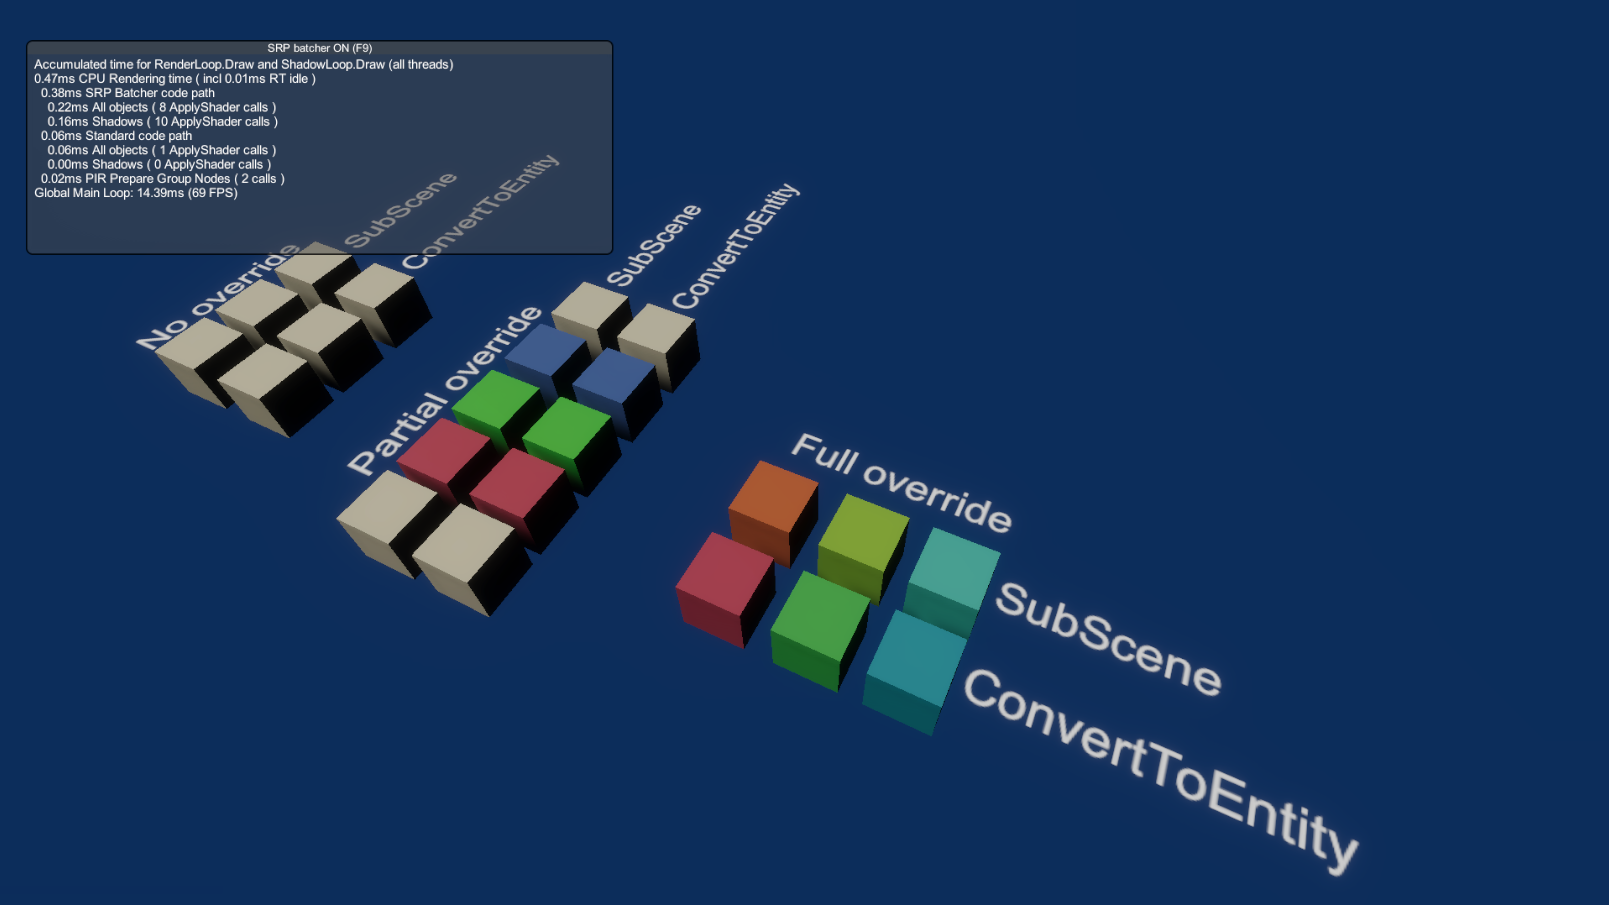 SRP batcher ON (F9)
Accumulated time for RenderLoop.Draw and ShadowLoop.Draw (all threads)
0.47ms CPU Rendering time ( incl 0.01ms RT idle )
0.38ms SRP Batcher code path
0.22ms All objects ( 8 ApplyShader calls )
0.16ms Shadows ( 10 ApplyShader calls )
0.06ms Standard code path
0.06ms All objects ( 1 ApplyShader calls )
0.00ms Shadows ( 0 ApplyShader calls )
0.02ms PIR Prepare Group Nodes ( 2 calls )
Global Main Loop: 14.39ms (69 FPS)
No override
SubScene
ConvertToEntity
Partial override
SubScene
ConvertToEntity
Full override
SubScene
ConvertToEntity